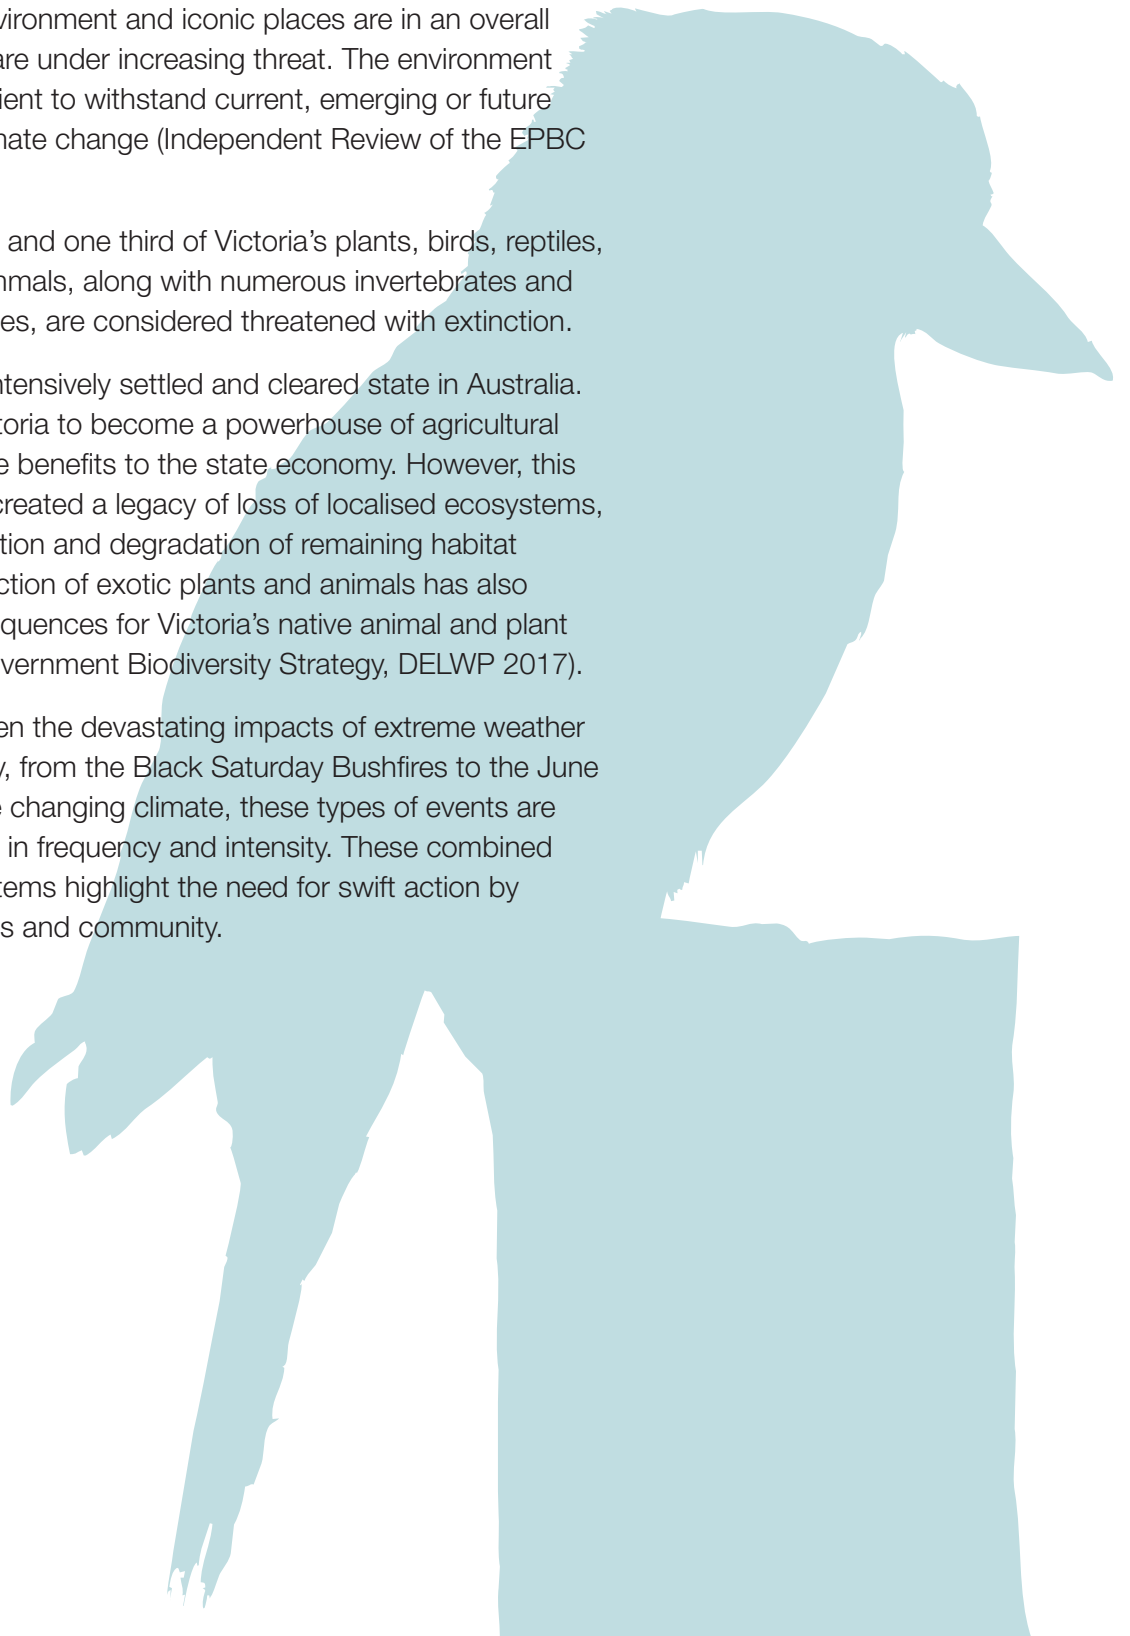 vironment and iconic places are in an overall
are under increasing threat. The environment
ient to withstand current, emerging or future
mate change (Independent Review of the EPBC
and one third of Victoria’s plants, birds, reptiles,
mmals, along with numerous invertebrates and
es, are considered threatened with extinction.
ntensively settled and cleared state in Australia.
toria to become a powerhouse of agricultural
e benefits to the state economy. However, this
created a legacy of loss of localised ecosystems,
tion and degradation of remaining habitat
ction of exotic plants and animals has also
quences for Victoria’s native animal and plant
vernment Biodiversity Strategy, DELWP 2017).
en the devastating impacts of extreme weather
y, from the Black Saturday Bushfires to the June
e changing climate, these types of events are
in frequency and intensity. These combined
tems highlight the need for swift action by
s and community.